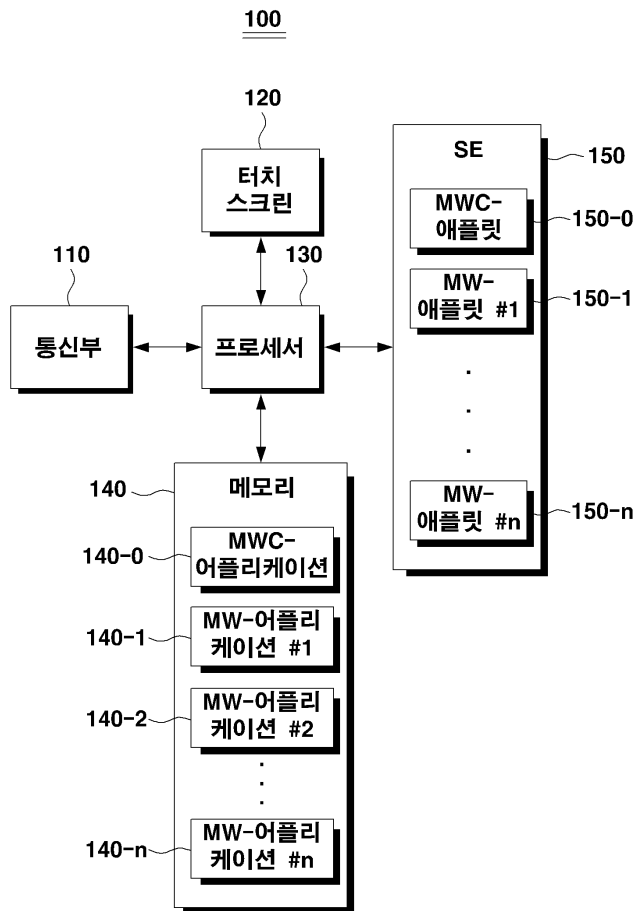 100
120
터치
스크린
SE
150
MWC-
애플릿
150-0
110
130
MW-
애플릿 #1
150-1
통신부
프로세서
.
.
.
140
메모리
MW-
애플릿 #n
150-n
140-0
MWC-
어플리케이션
140-1
MW-어플리
케이션 #1
140-2
MW-어플리
케이션 #2
.
.
.
140-n
MW-어플리
케이션 #n